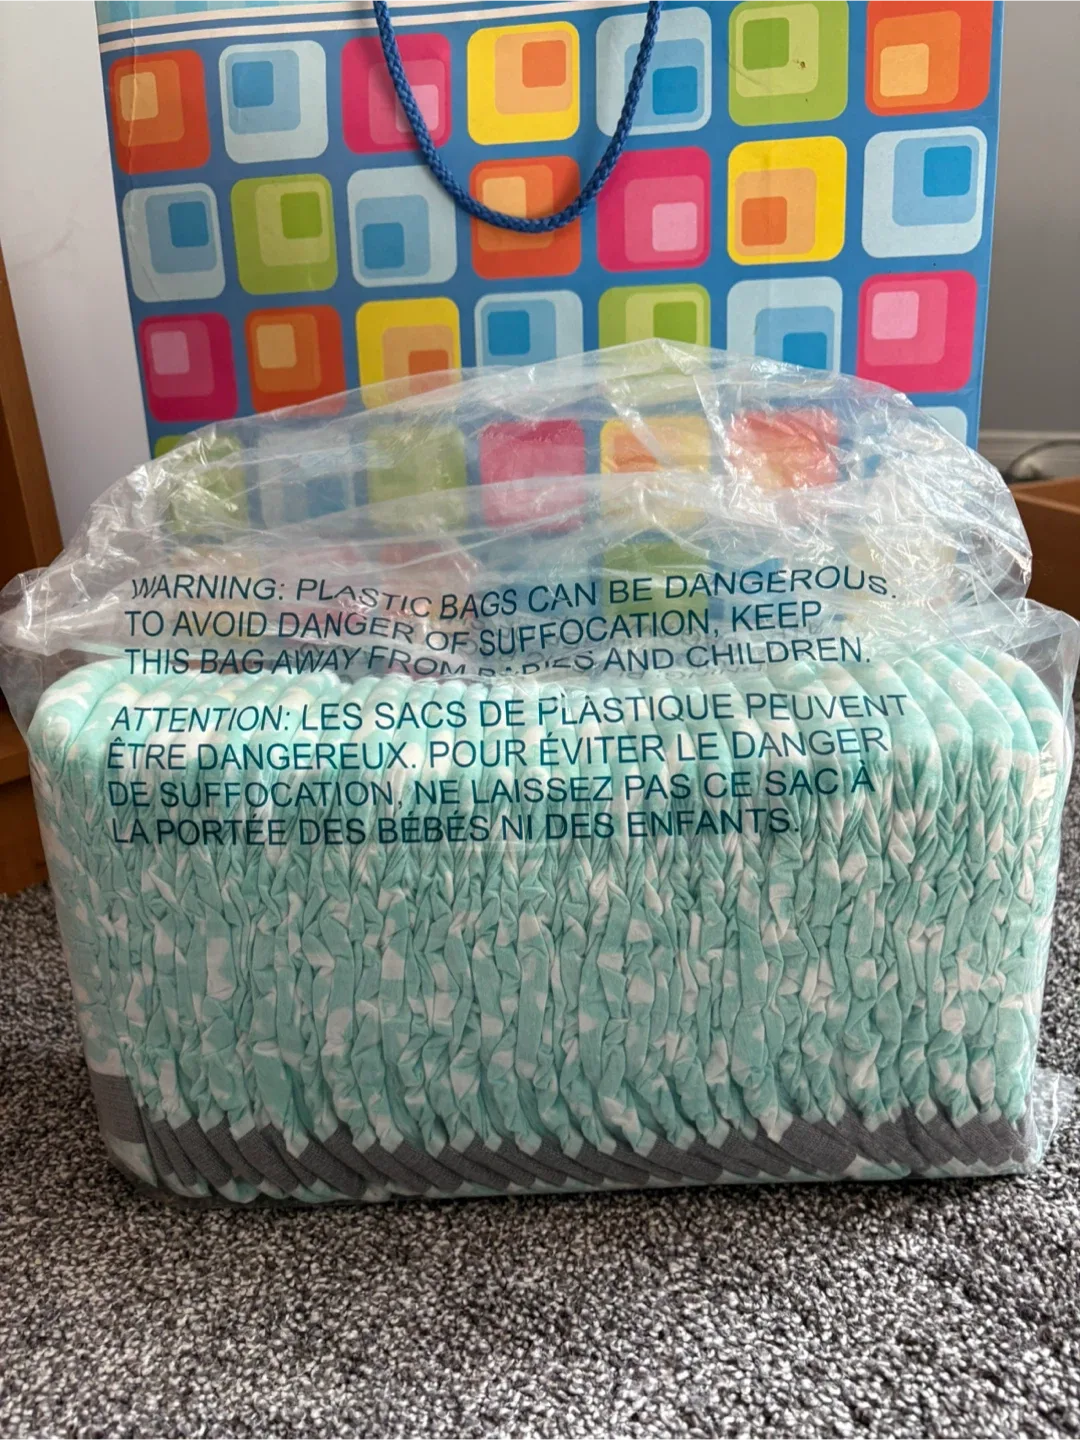 WARNING: PLASTIC BAGS CAN BE DANGEROUS.
TO AVOID DANGER OF SUFFOCATION, KEEP
THIS BAG AWAY FROM BABIES AND CHILDREN.
ATTENTION: LES SACS DE PLASTIQUE PEUVENT
ÊTRE DANGEREUX. POUR ÉVITER LE DANGER
DE SUFFOCATION, NE LAISSEZ PAS CE SAC À
LA PORTÉE DES BÉBÉS NI DES ENFANTS.